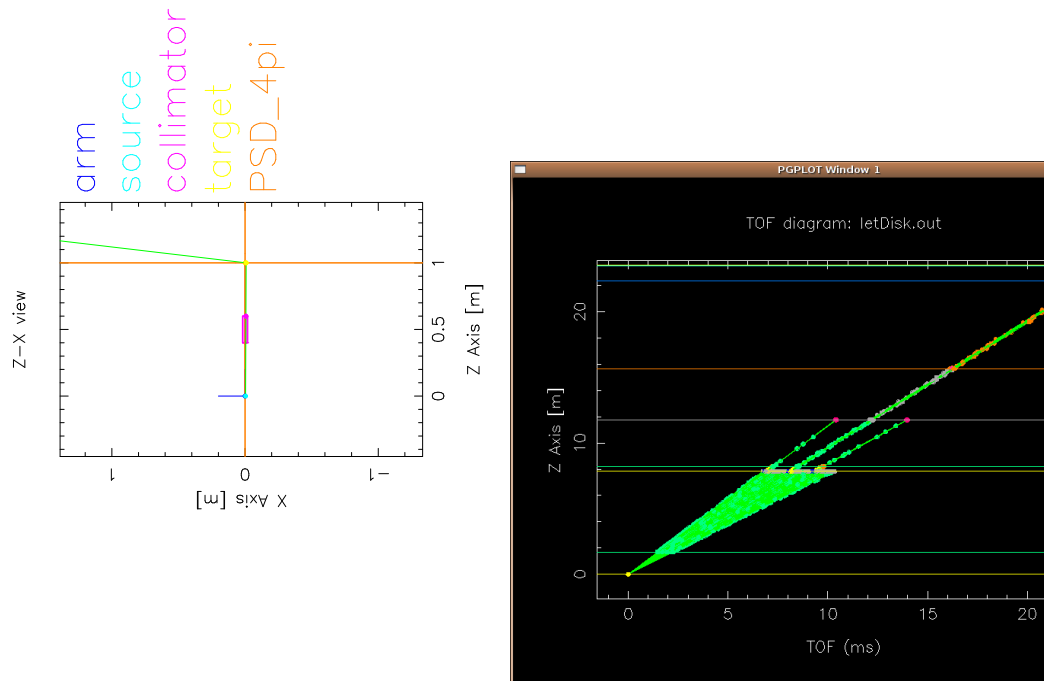 Z-X view
arm
source
collimator
target
PSD_4pi
1
0
-1
X Axis [m]
0
0.5
1
Z Axis [m]
PGPLOT Window 1
TOF diagram: letDisk.out
20
10
0
Z Axis [m]
0
5
10
15
20
TOF (ms)